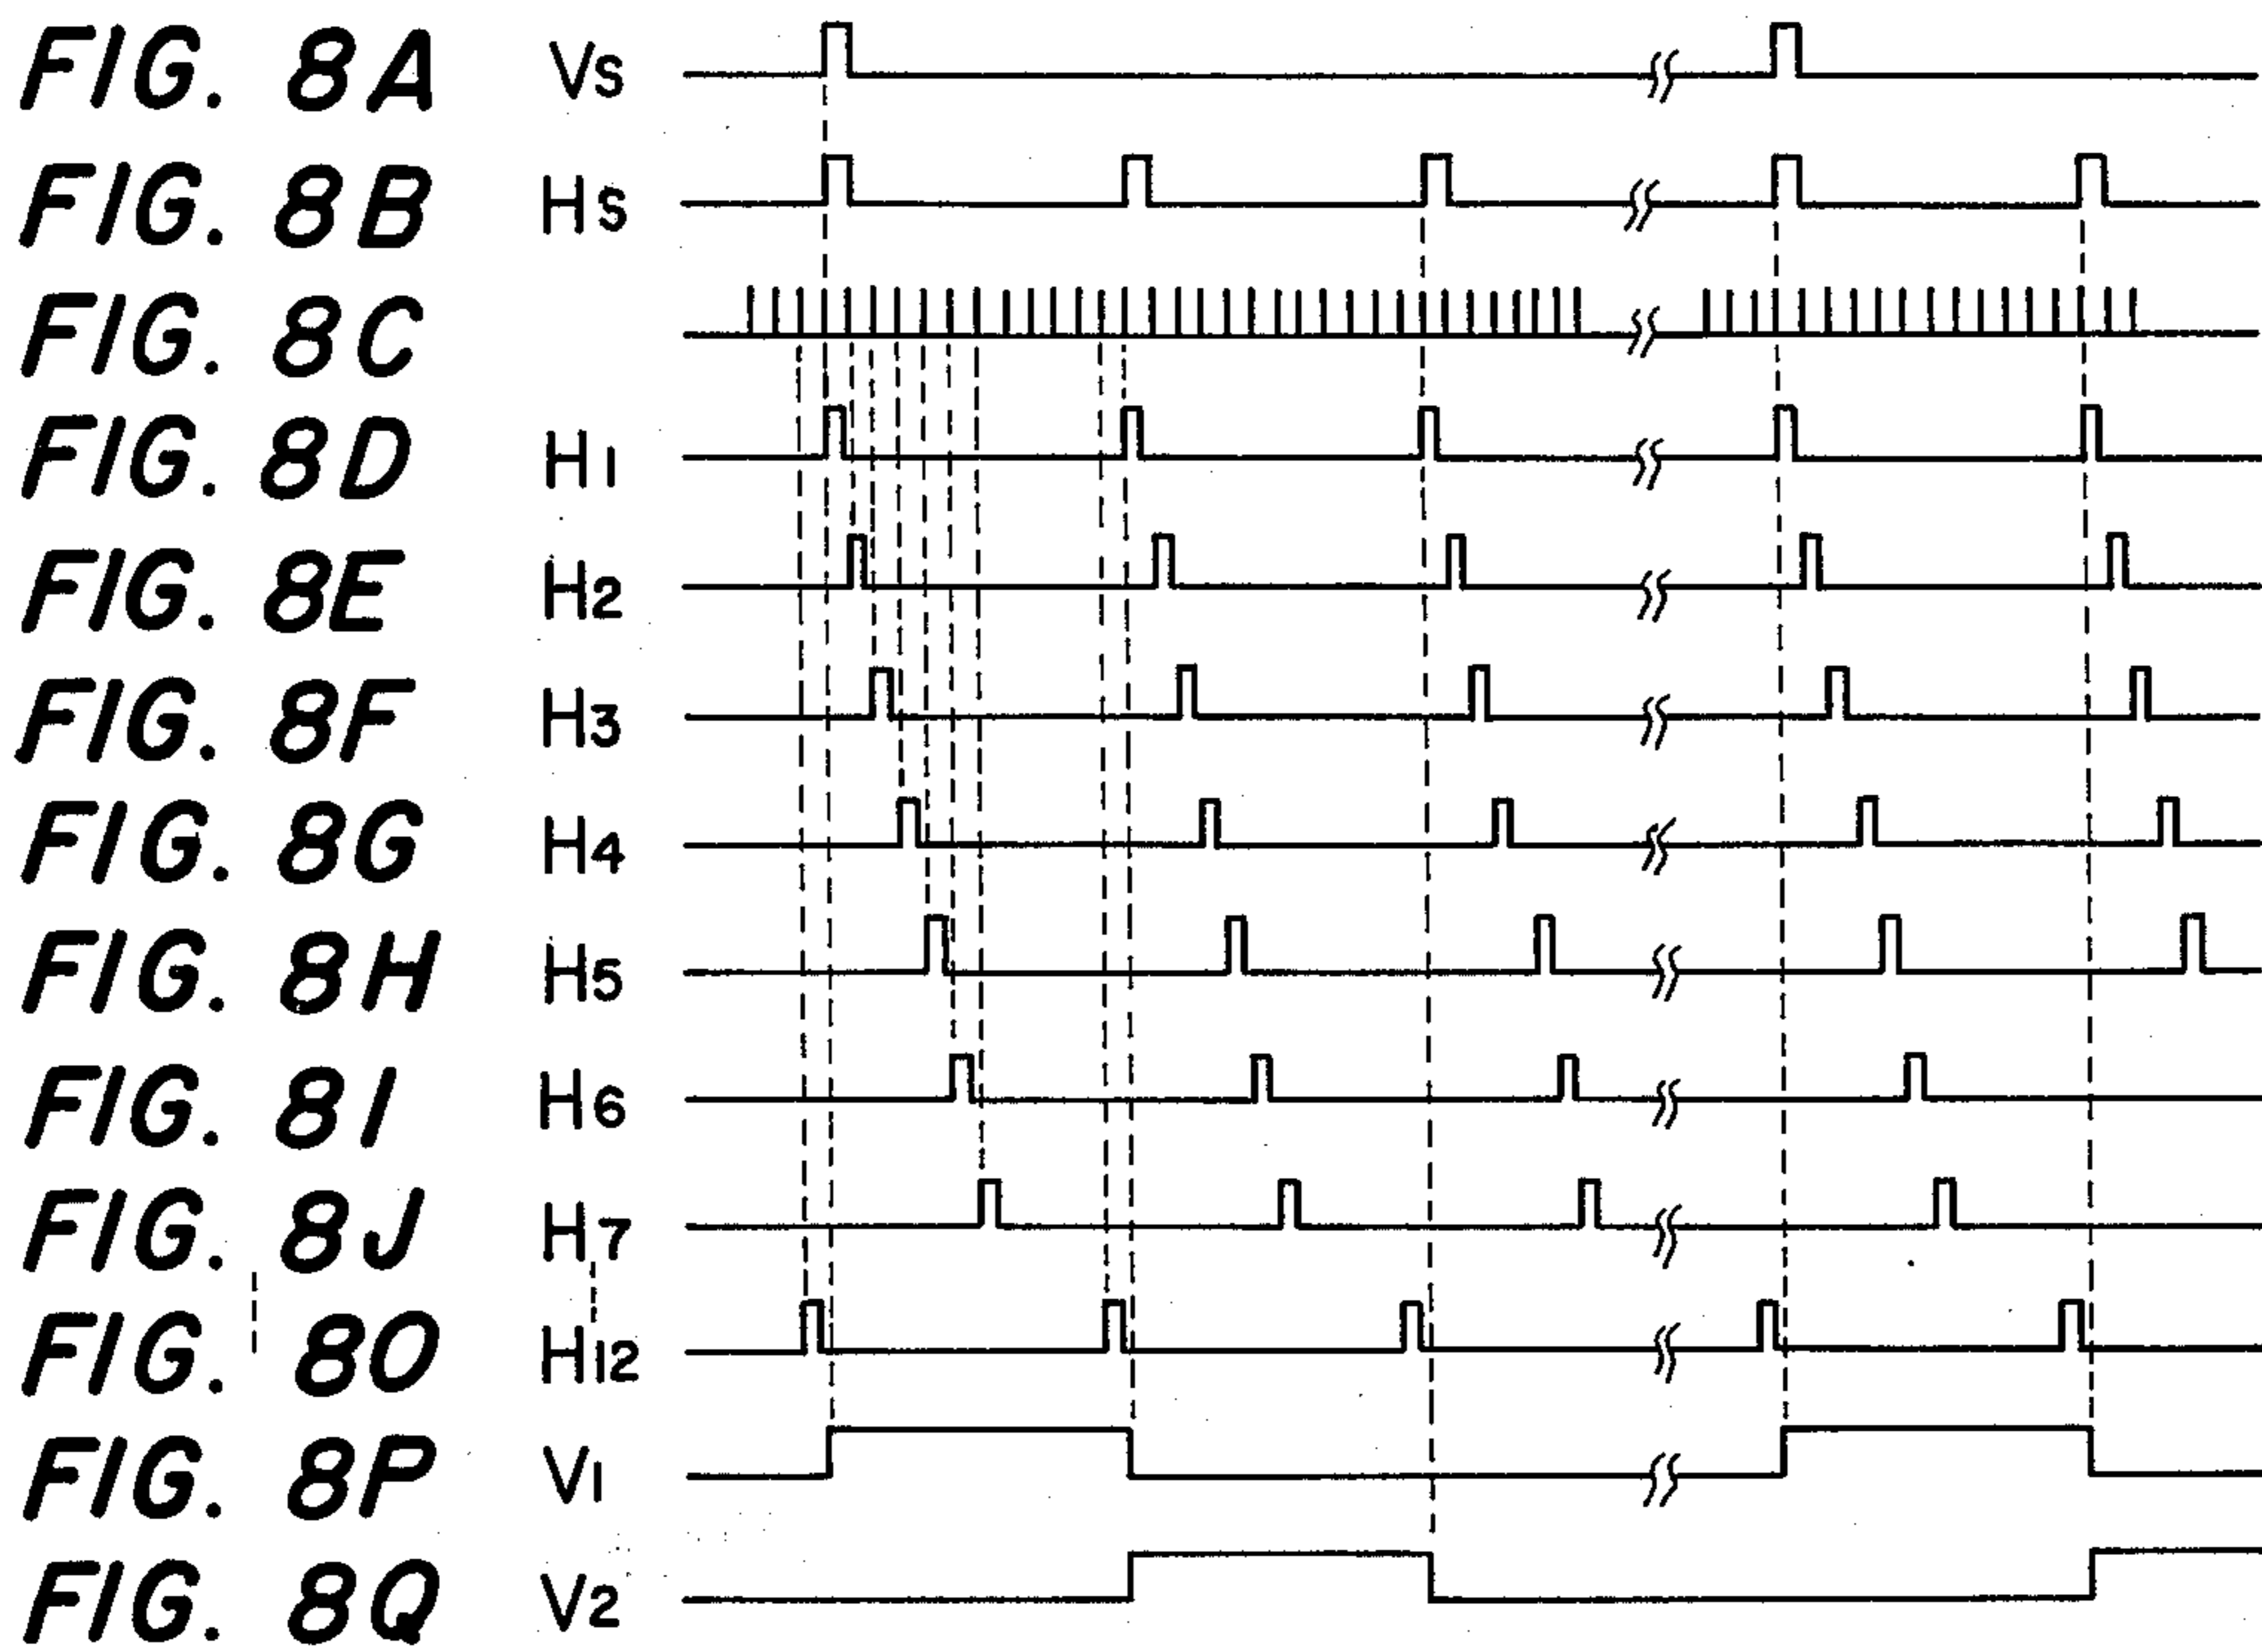 FIG. 8A VS
FIG. 8B HS
FIG. 8C
FIG. 8D H1
FIG. 8E H2
FIG. 8F H3
FIG. 8G H4
FIG. 8H H5
FIG. 8I H6
FIG. 8J H7
FIG. 8O H12
FIG. 8P V1
FIG. 8Q V2